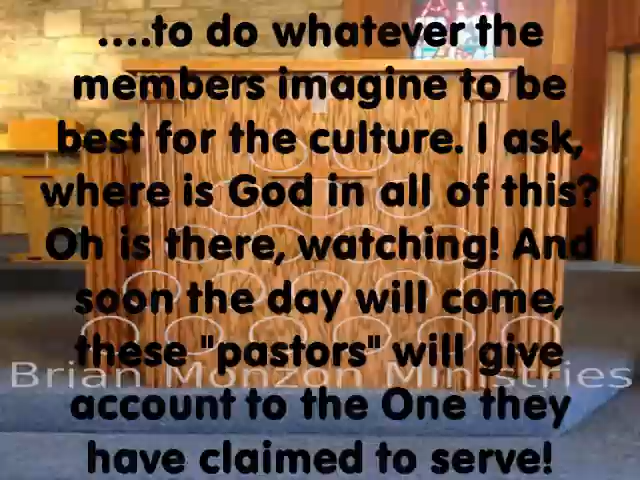 ....to do whatever the
members imagine to be
best for the culture. I ask,
where is God in all of this?
Oh is there, watching! And
soon the day will come,
these "pastors" will give
Brian Monzon Ministries
account to the One they
have claimed to serve!